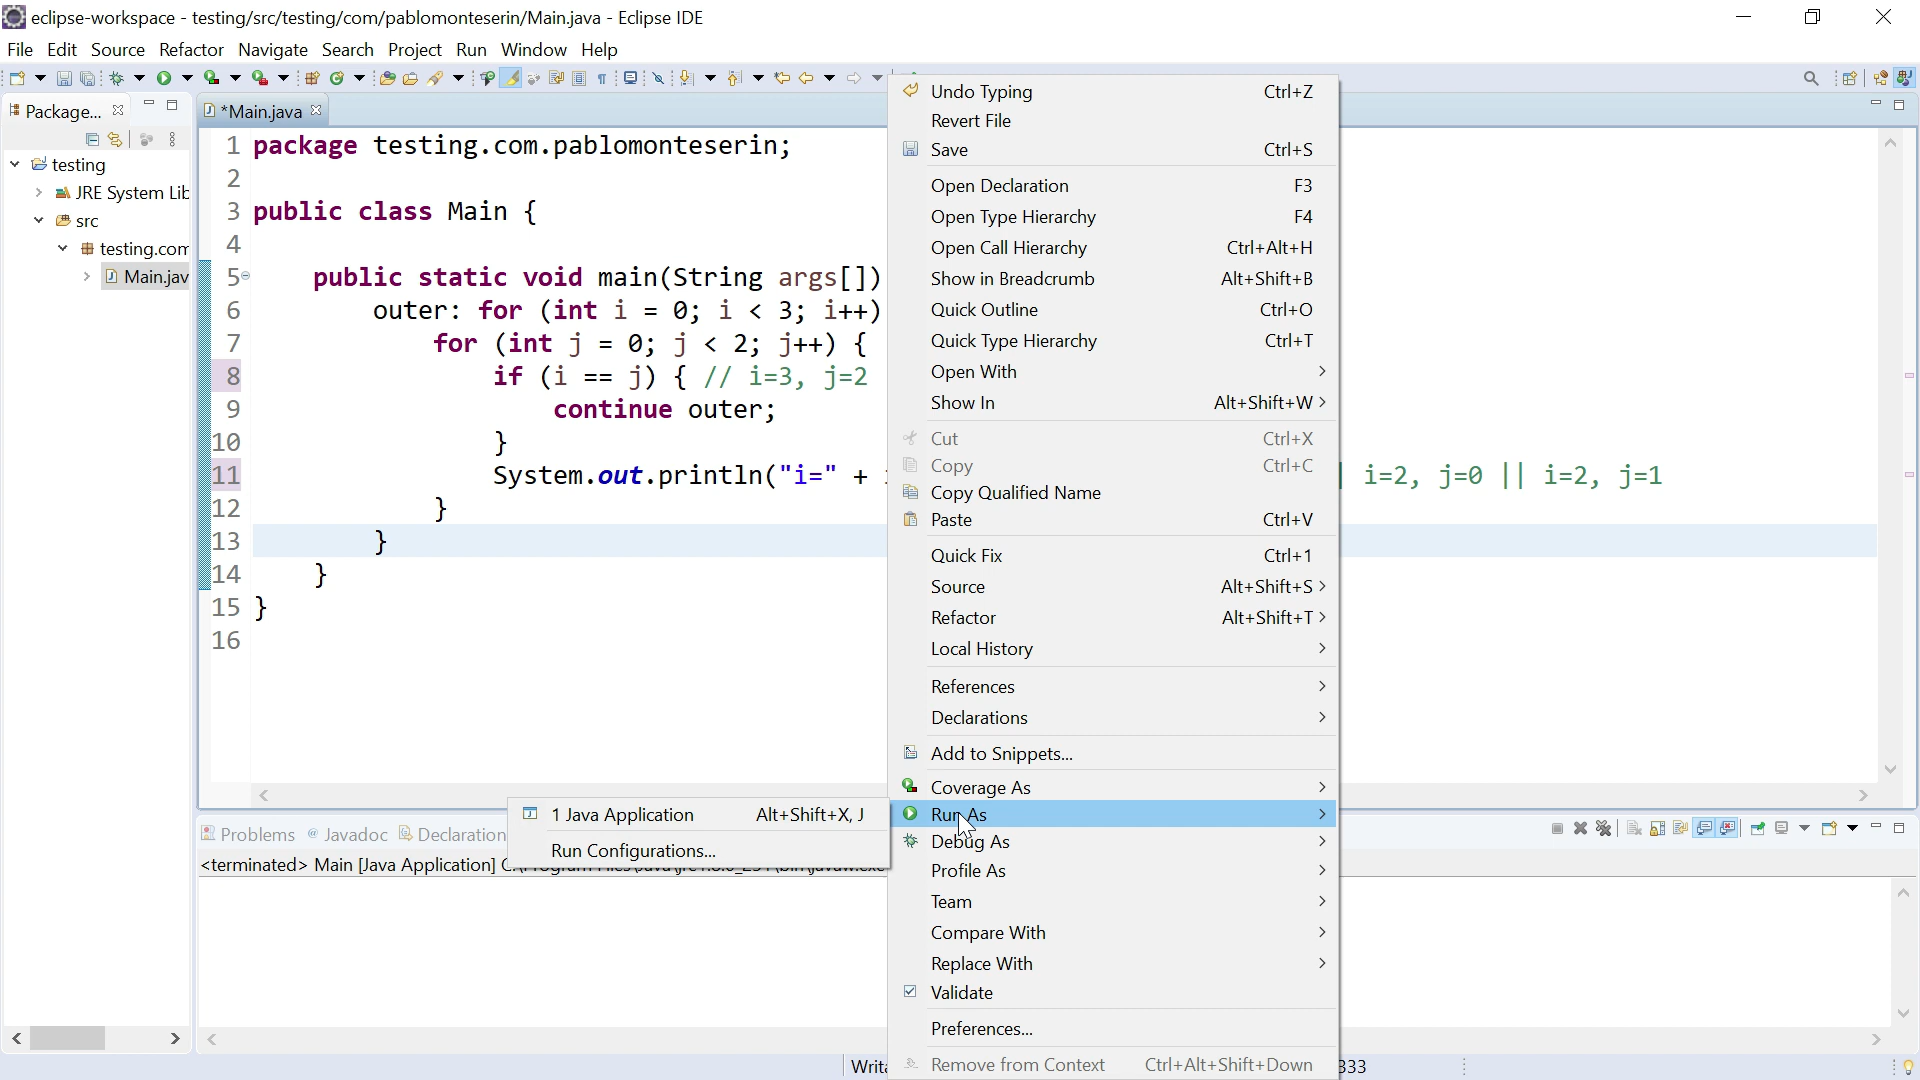 eclipse-workspace - testing/src/testing/com/pablomonteserin/Main.java - Eclipse IDE
File Edit Source Refactor Navigate Search Project Run Window Help
Package...
testing
JRE System Lib
src
testing.com
Main.jav
*Main.java
1 package testing.com.pablomonteserin;
2
3 public class Main {
4
5 public static void main(String args[])
6 outer: for (int i = 0; i < 3; i++)
7 for (int j = 0; j < 2; j++) {
8 if (i == j) { // i=3, j=2
9 continue outer;
10 }
11 System.out.println("i=" + i=2, j=0 || i=2, j=1
12 }
13 }
14 }
15 }
16
Undo Typing Ctrl+Z
Revert File
Save Ctrl+S
Open Declaration F3
Open Type Hierarchy F4
Open Call Hierarchy Ctrl+Alt+H
Show in Breadcrumb Alt+Shift+B
Quick Outline Ctrl+O
Quick Type Hierarchy Ctrl+T
Open With >
Show In Alt+Shift+W >
Cut Ctrl+X
Copy Ctrl+C
Copy Qualified Name
Paste Ctrl+V
Quick Fix Ctrl+1
Source Alt+Shift+S >
Refactor Alt+Shift+T >
Local History >
References >
Declarations >
Add to Snippets...
Coverage As >
Run As >
Debug As >
Profile As >
Team >
Compare With >
Replace With >
Validate
Preferences...
Remove from Context Ctrl+Alt+Shift+Down
1 Java Application Alt+Shift+X, J
Run Configurations...
Problems @ Javadoc Declaration
<terminated> Main [Java Application]
333